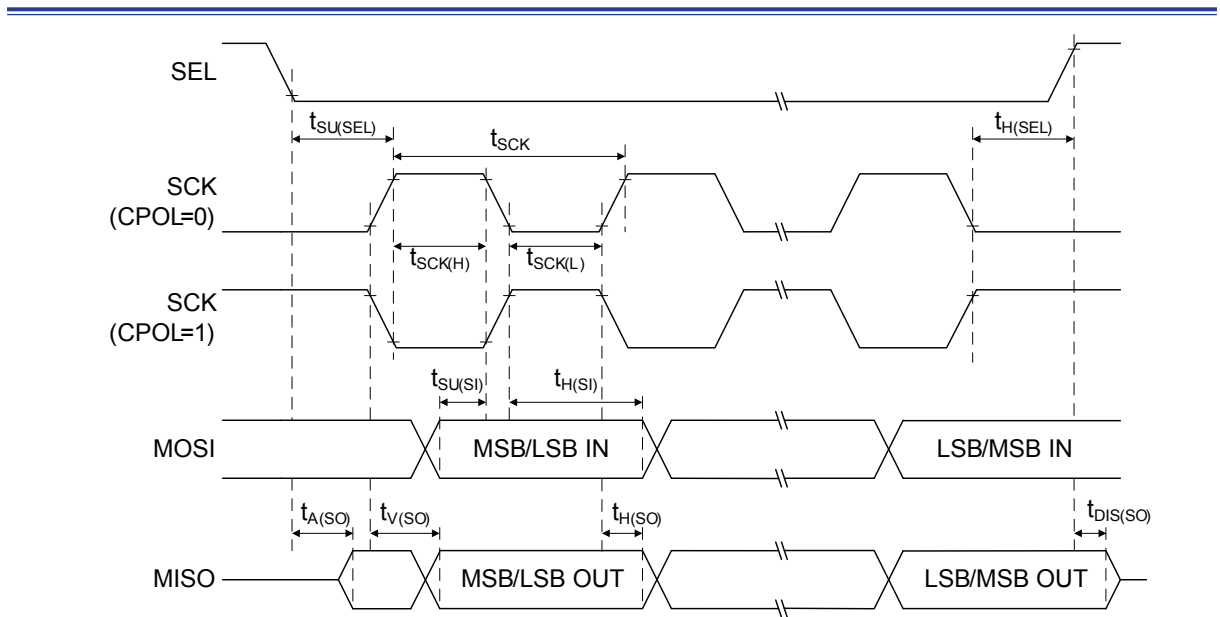 SEL
tSU(SEL)
tSCK
tH(SEL)
SCK
(CPOL=0)
tSCK(H)
tSCK(L)
SCK
(CPOL=1)
tSU(SI)
tH(SI)
MOSI
MSB/LSB IN
LSB/MSB IN
tA(SO)
tV(SO)
tH(SO)
tDIS(SO)
MISO
MSB/LSB OUT
LSB/MSB OUT